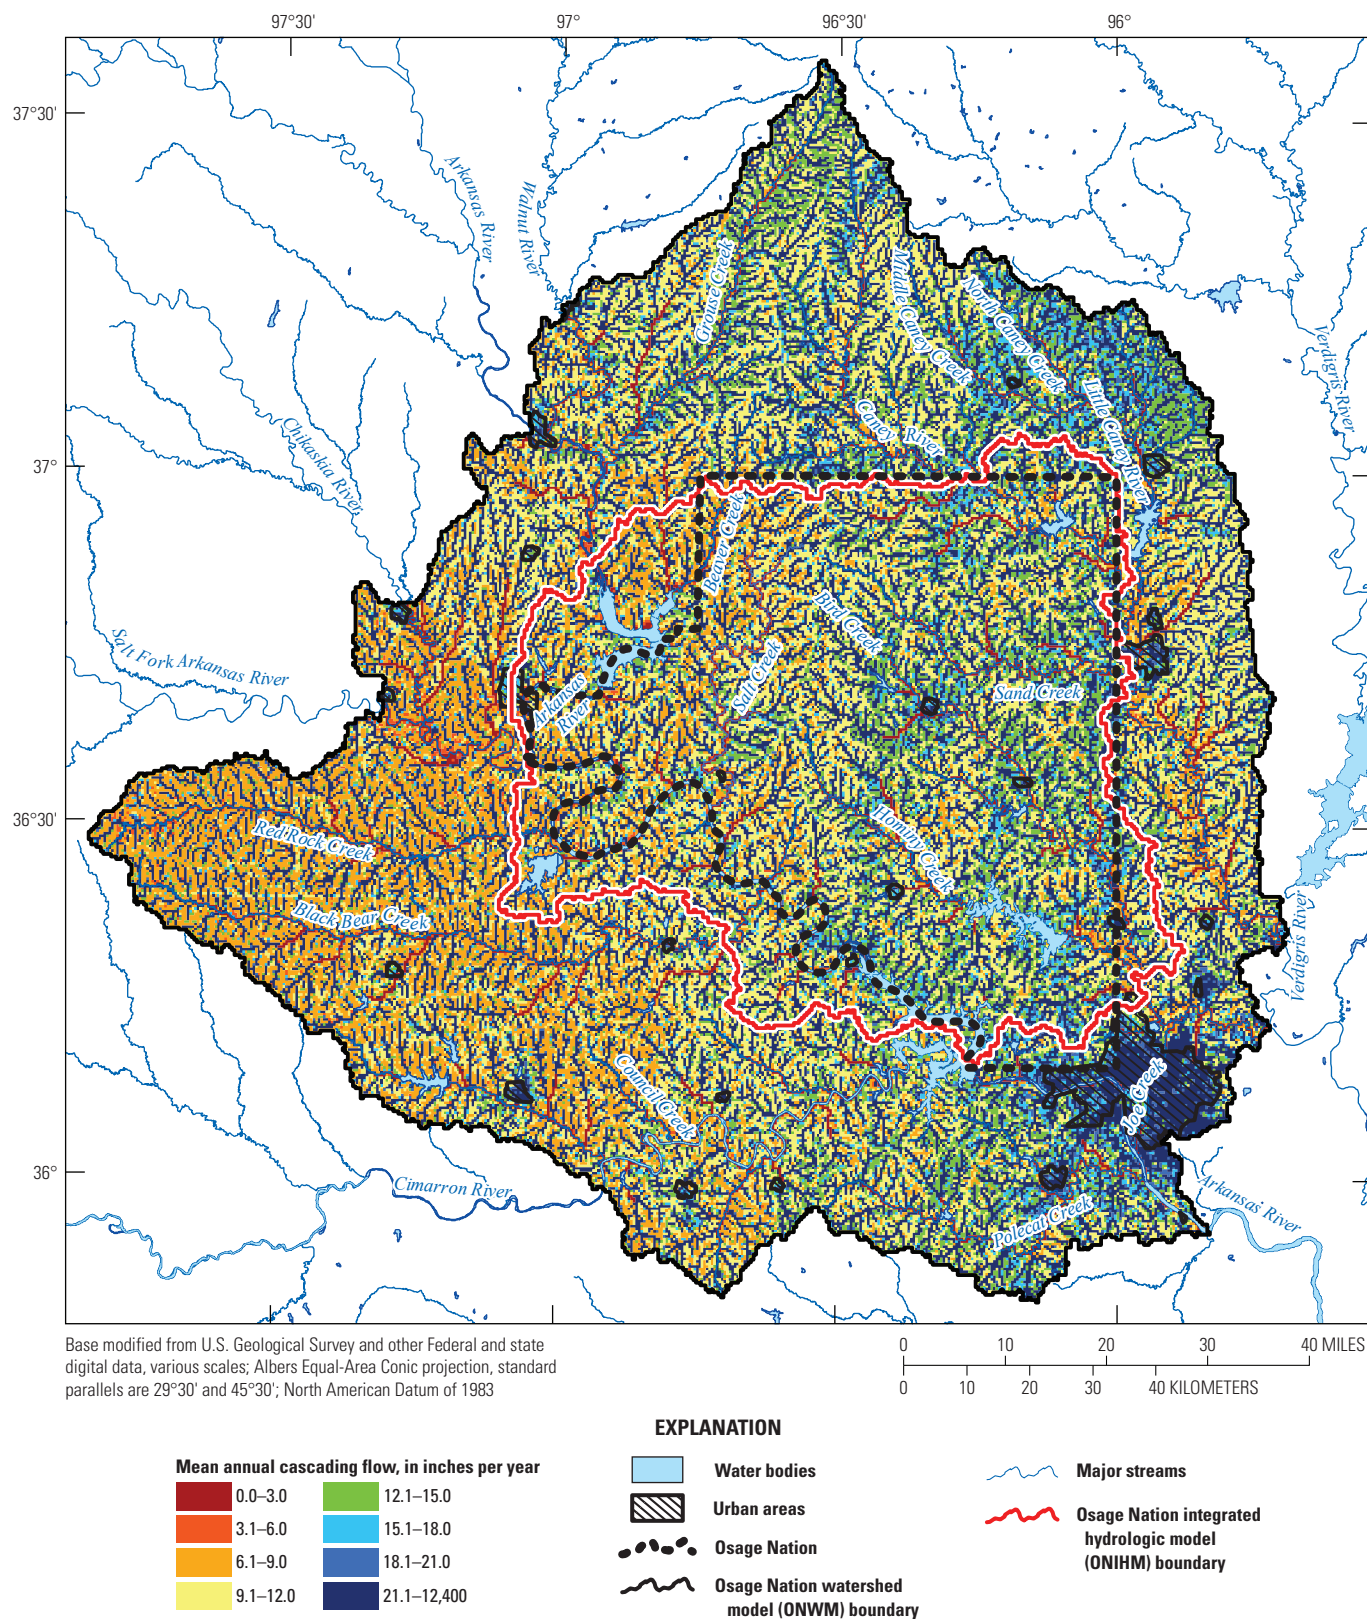 97°30' 97° 96°30' 96°
37°30'
37°
36°30'
36°
Arkansas River
Walnut River
Grouse Creek
Middle Caney Creek
North Caney Creek
Little Caney River
Verdigris River
Caney River
Chikaskia River
Beaver Creek
Bird Creek
Salt Creek
Sand Creek
Salt Fork Arkansas River
Arkansas
River
Red Rock Creek
Hominy Creek
Black Bear Creek
Verdigris River
Council Creek
Joe Creek
Cimarron River
Polecat Creek
Arkansas River
Base modified from U.S. Geological Survey and other Federal and state
digital data, various scales; Albers Equal-Area Conic projection, standard
parallels are 29°30' and 45°30'; North American Datum of 1983
0 10 20 30 40 MILES
0 10 20 30 40 KILOMETERS
EXPLANATION
Mean annual cascading flow, in inches per year
0.0–3.0
3.1–6.0
6.1–9.0
9.1–12.0
12.1–15.0
15.1–18.0
18.1–21.0
21.1–12,400
Water bodies
Urban areas
Osage Nation
Osage Nation watershed
model (ONWM) boundary
Major streams
Osage Nation integrated
hydrologic model
(ONIHM) boundary